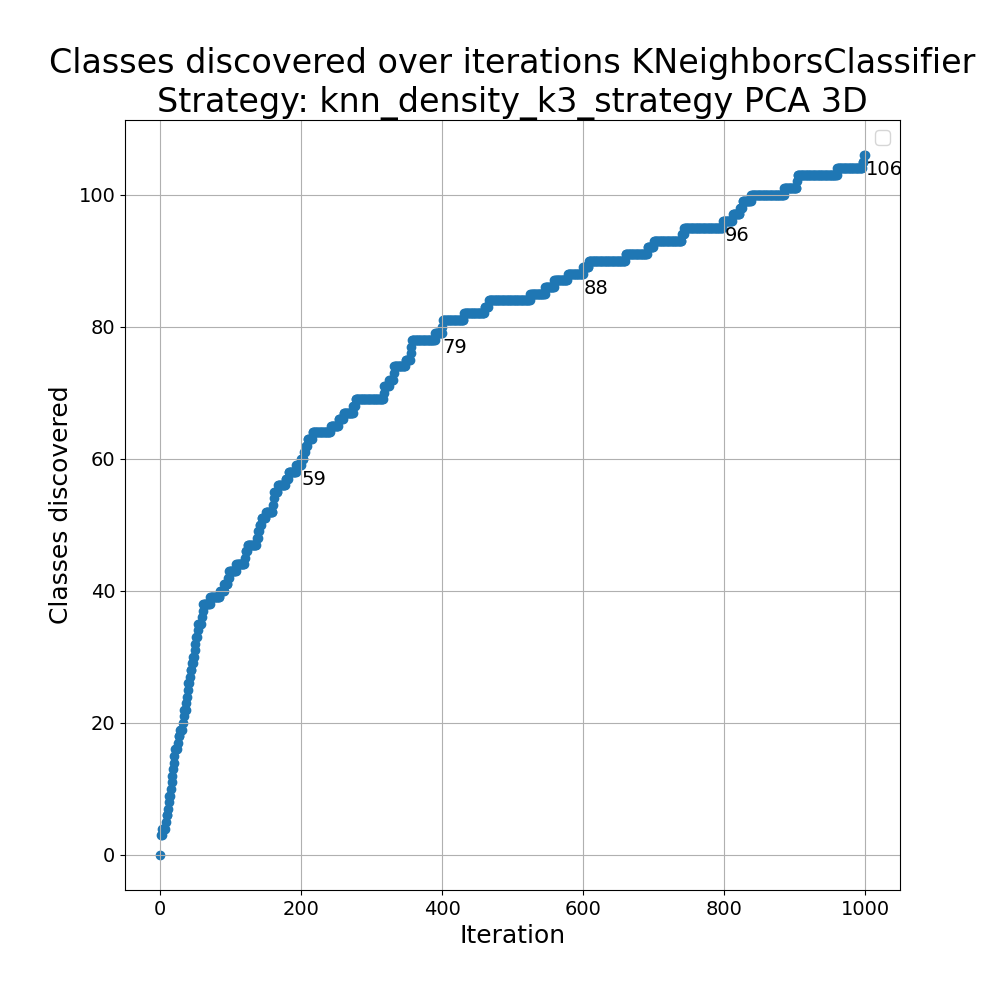 Classes discovered over iterations KNeighborsClassifier
Strategy: knn_density_k3_strategy PCA 3D
106
100
96
88
80
79
60
59
40
20
0
Classes discovered
0 200 400 600 800 1000
Iteration